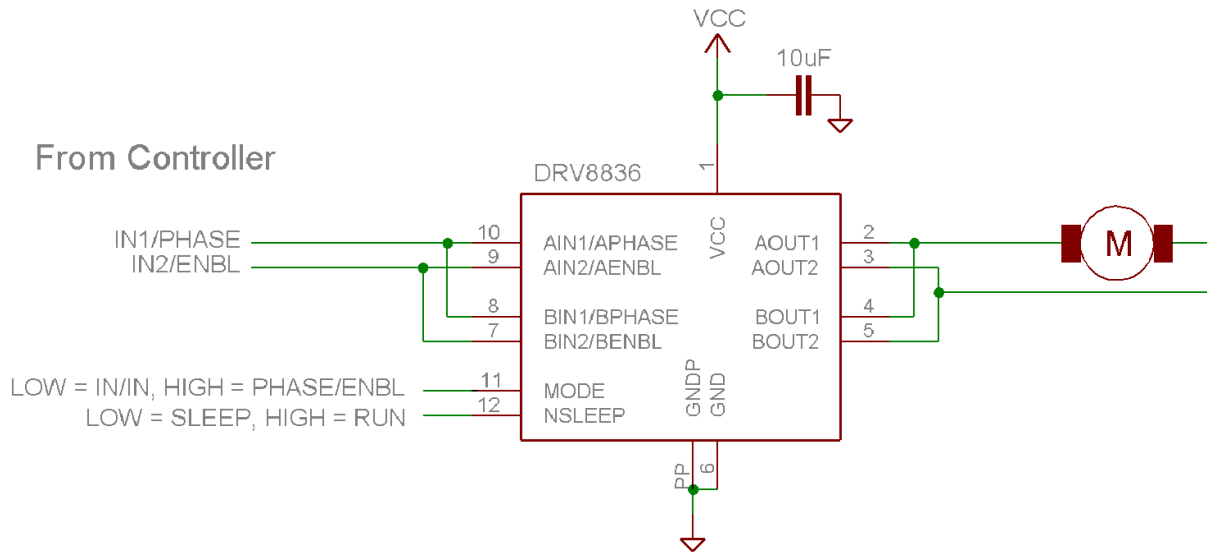 VCC
10uF
From Controller
DRV8836
1
VCC
IN1/PHASE
10
AIN1/APHASE
AOUT1
2
M
IN2/ENBL
9
AIN2/AENBL
AOUT2
3
8
BIN1/BPHASE
BOUT1
4
7
BIN2/BENBL
BOUT2
5
LOW = IN/IN, HIGH = PHASE/ENBL
11
MODE
LOW = SLEEP, HIGH = RUN
12
NSLEEP
GNDP
GND
PP
6